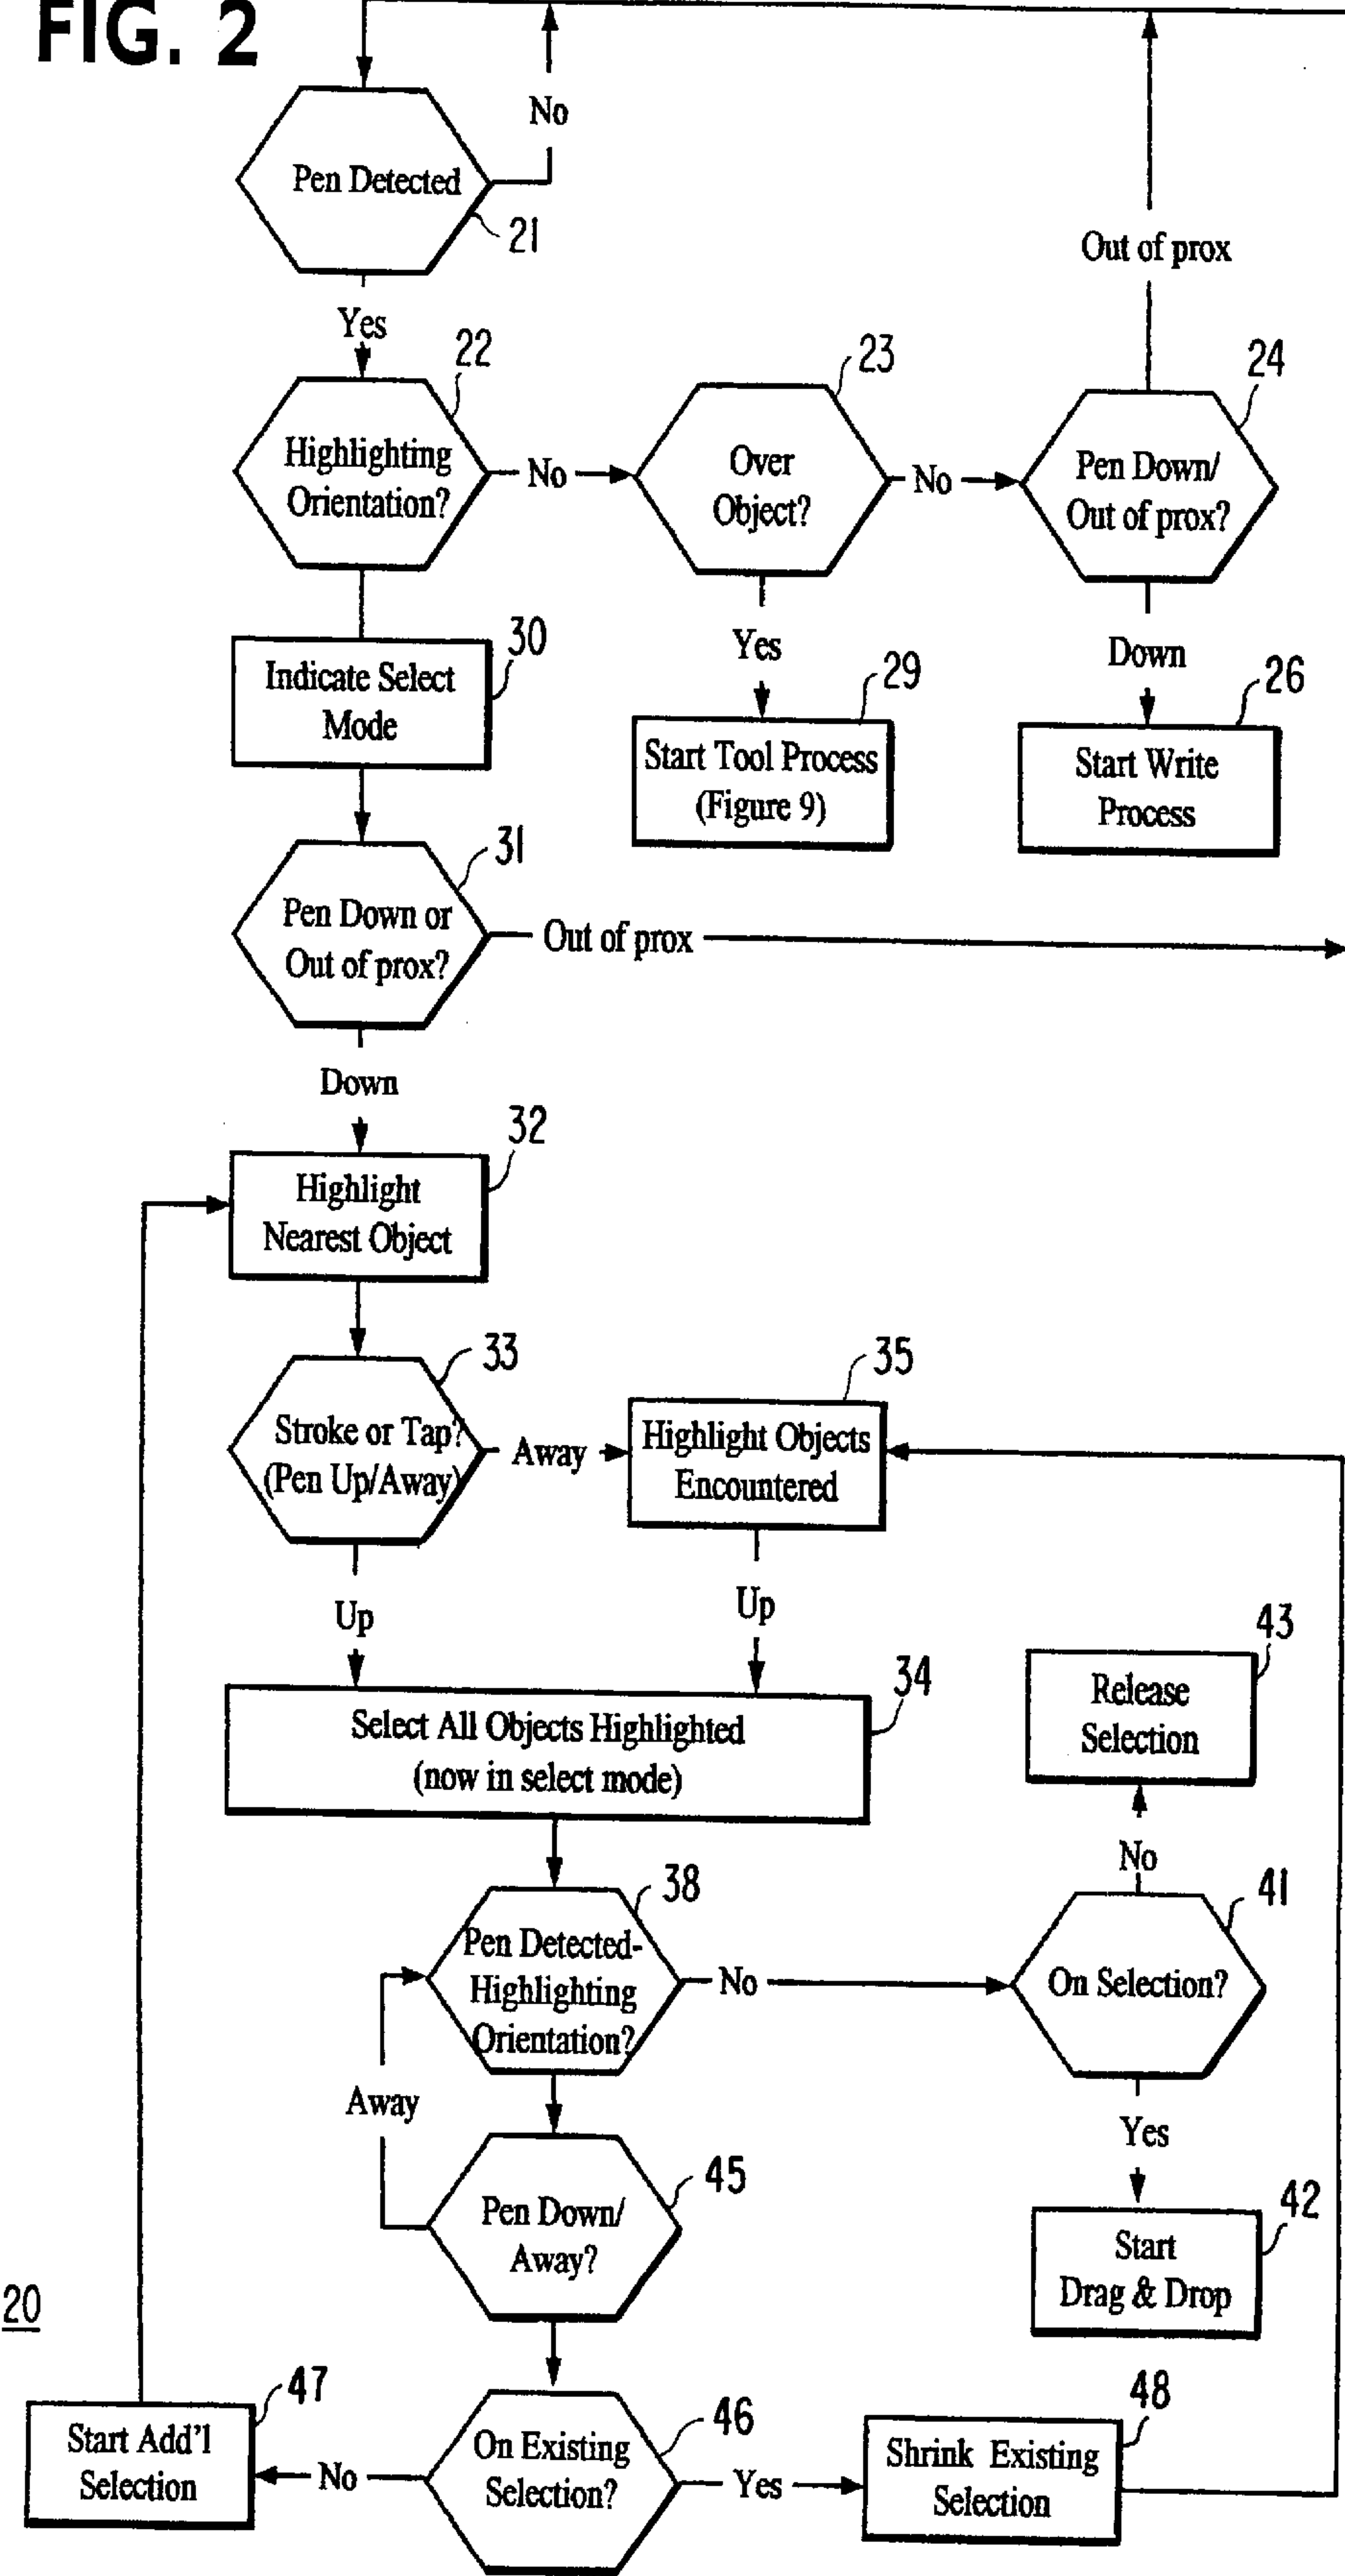 FIG. 2
No
Pen Detected
21
Yes
Out of prox
22
23
24
Highlighting
Orientation?
No
Over
Object?
No
Pen Down/
Out of prox?
30
Indicate Select
Mode
Yes
29
Start Tool Process
(Figure 9)
Down
26
Start Write
Process
31
Pen Down or
Out of prox?
Out of prox
Down
32
Highlight
Nearest Object
33
Stroke or Tap?
(Pen Up/Away)
Away
35
Highlight Objects
Encountered
Up
Up
34
Select All Objects Highlighted
(now in select mode)
43
Release
Selection
No
38
Pen Detected-
Highlighting
Orientation?
No
41
On Selection?
Away
Yes
45
Pen Down/
Away?
42
Start
Drag & Drop
20
47
Start Add'l
Selection
No
46
On Existing
Selection?
Yes
48
Shrink Existing
Selection